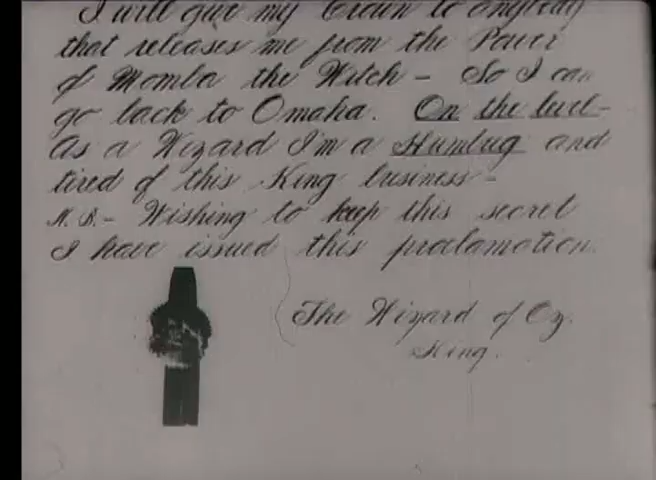 I will give my Crown to anybody
that releases me from the Power
of Momba the Witch - So I can
go back to Omaha. On the level -
As a Wizard I'm a Humbug and
tired of this King business -
N.B. - Wishing to keep this secret
I have issued this proclamation.
The Wizard of Oz.
King.